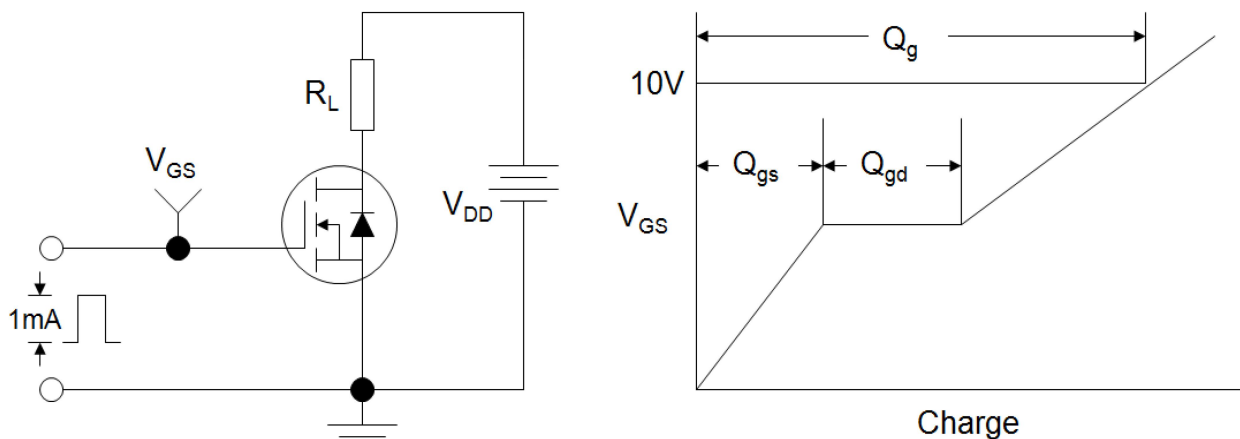 R_L
V_GS
V_DD
1mA
Q_g
10V
Q_gs
Q_gd
V_GS
Charge